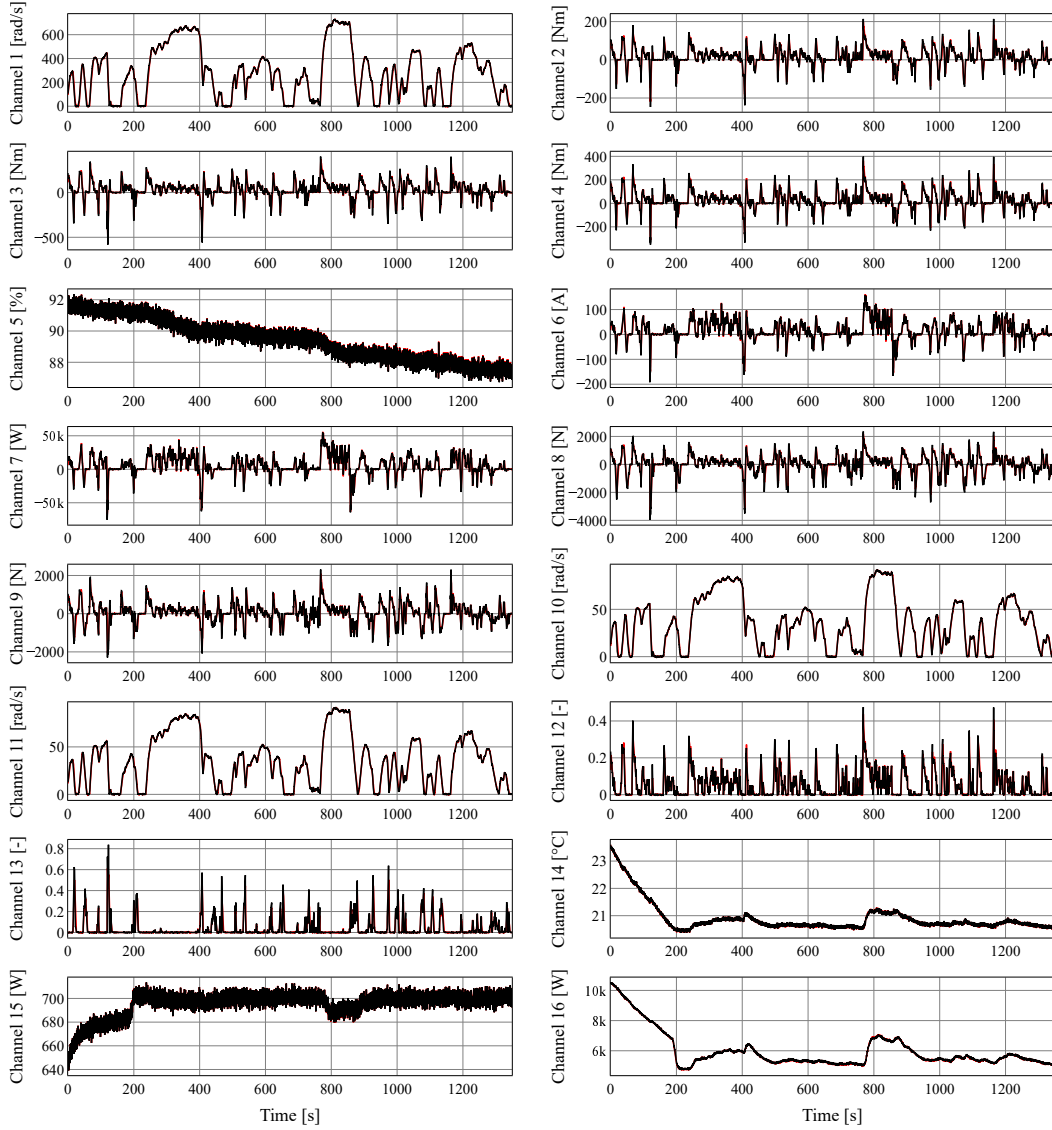 Channel 1 [rad/s]
600
400
200
0
0 200 400 600 800 1000 1200
Channel 2 [Nm]
200
0
−200
0 200 400 600 800 1000 1200
Channel 3 [Nm]
0
−500
0 200 400 600 800 1000 1200
Channel 4 [Nm]
400
200
0
−200
0 200 400 600 800 1000 1200
Channel 5 [%]
92
90
88
0 200 400 600 800 1000 1200
Channel 6 [A]
100
0
−100
−200
0 200 400 600 800 1000 1200
Channel 7 [W]
50k
0
−50k
0 200 400 600 800 1000 1200
Channel 8 [N]
2000
0
−2000
−4000
0 200 400 600 800 1000 1200
Channel 9 [N]
2000
0
−2000
0 200 400 600 800 1000 1200
Channel 10 [rad/s]
50
0
0 200 400 600 800 1000 1200
Channel 11 [rad/s]
50
0
0 200 400 600 800 1000 1200
Channel 12 [-]
0.4
0.2
0
0 200 400 600 800 1000 1200
Channel 13 [-]
0.8
0.6
0.4
0.2
0
0 200 400 600 800 1000 1200
Channel 14 [°C]
23
22
21
0 200 400 600 800 1000 1200
Channel 15 [W]
700
680
660
640
0 200 400 600 800 1000 1200
Time [s]
Channel 16 [W]
10k
8k
6k
0 200 400 600 800 1000 1200
Time [s]